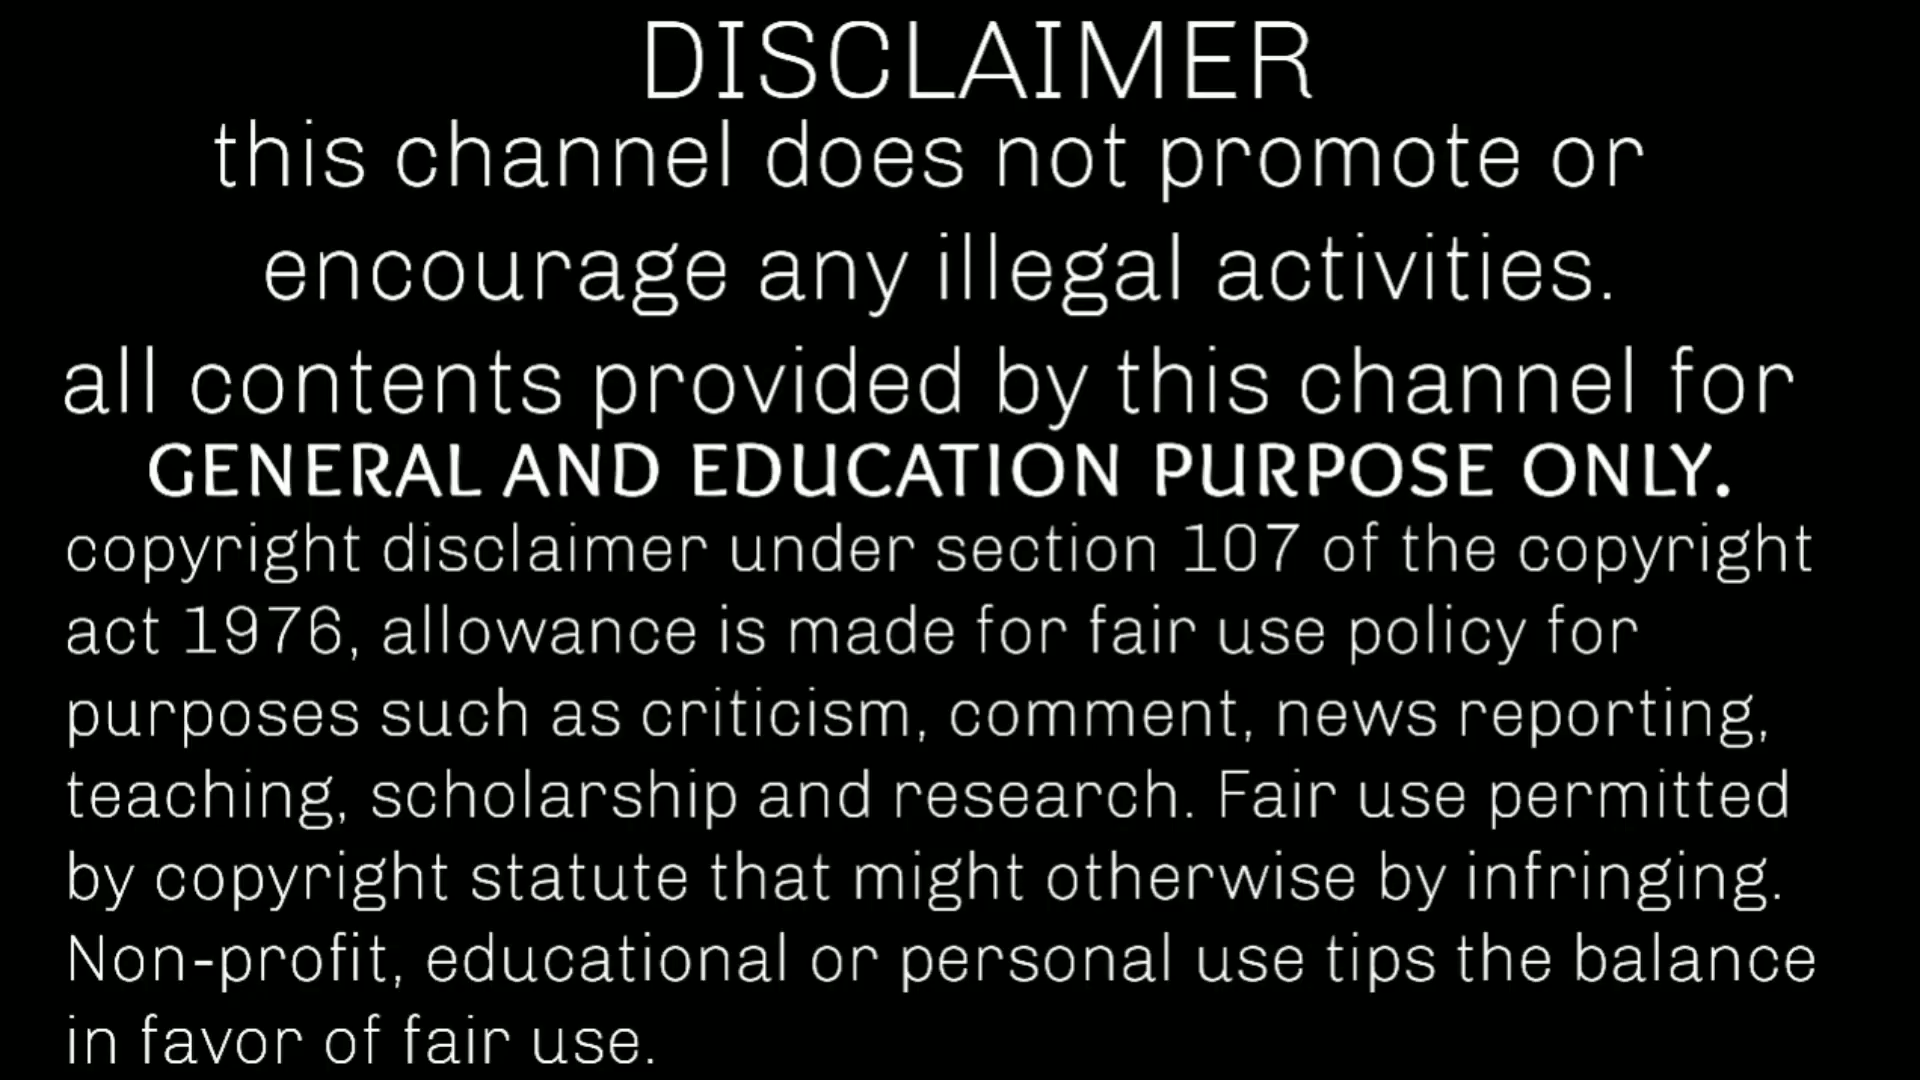 DISCLAIMER
this channel does not promote or
encourage any illegal activities.
all contents provided by this channel for
GENERAL AND EDUCATION PURPOSE ONLY.
copyright disclaimer under section 107 of the copyright
act 1976, allowance is made for fair use policy for
purposes such as criticism, comment, news reporting,
teaching, scholarship and research. Fair use permitted
by copyright statute that might otherwise by infringing.
Non-profit, educational or personal use tips the balance
in favor of fair use.